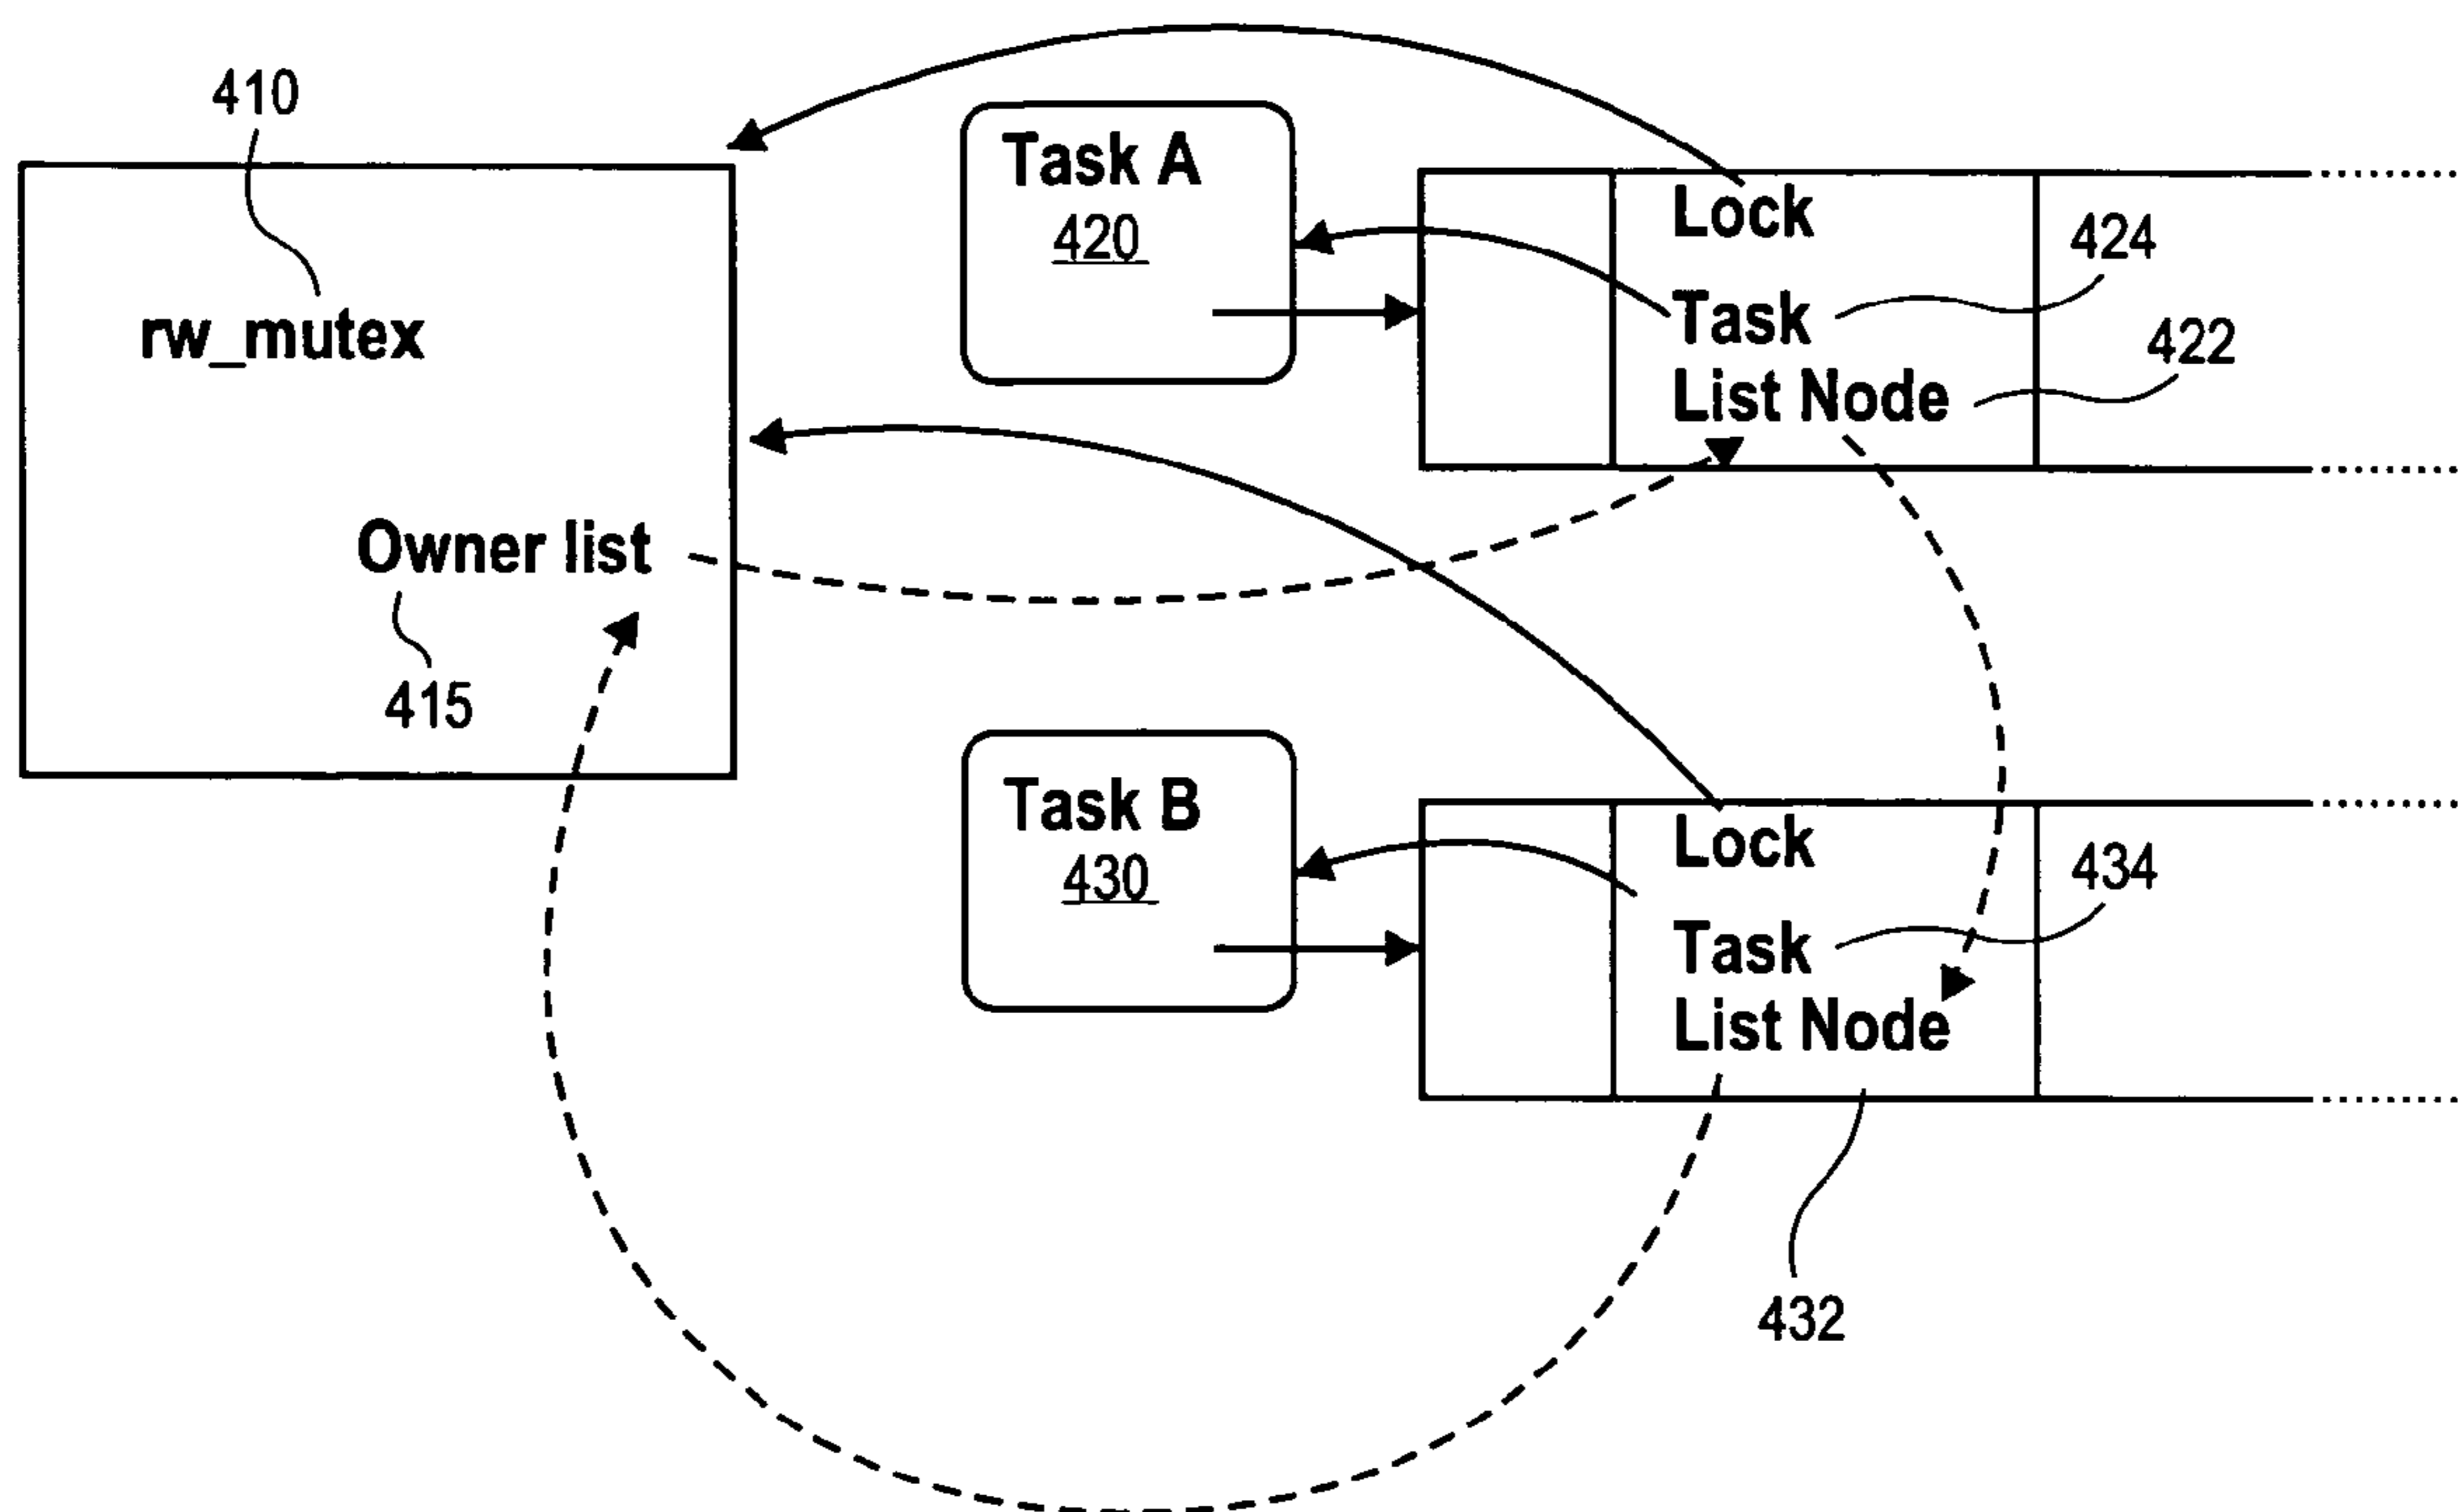 410
rw_mutex
Owner list
415
Task A
420
Lock
Task
List Node
424
422
Task B
430
Lock
Task
List Node
434
432